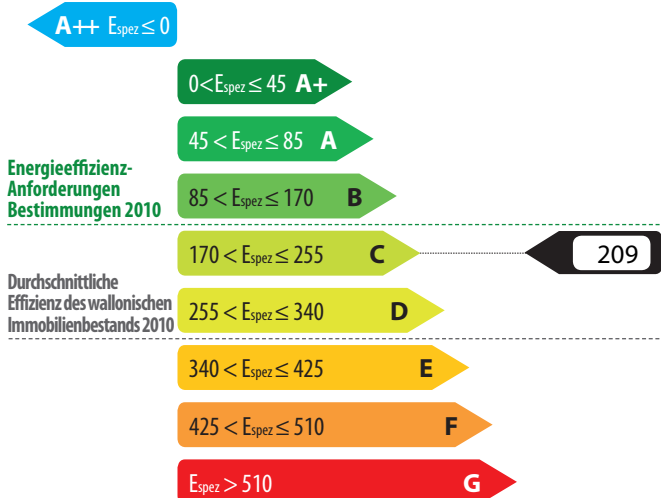 A++ Espez ≤ 0
0<Espez ≤ 45 A+
45 < Espez ≤ 85 A
Energieeffizienz-
Anforderungen
Bestimmungen 2010
85 < Espez ≤ 170 B
170 < Espez ≤ 255 C
209
Durchschnittliche
Effizienz des wallonischen
Immobilienbestands 2010
255 < Espez ≤ 340 D
340 < Espez ≤ 425 E
425 < Espez ≤ 510 F
Espez > 510 G